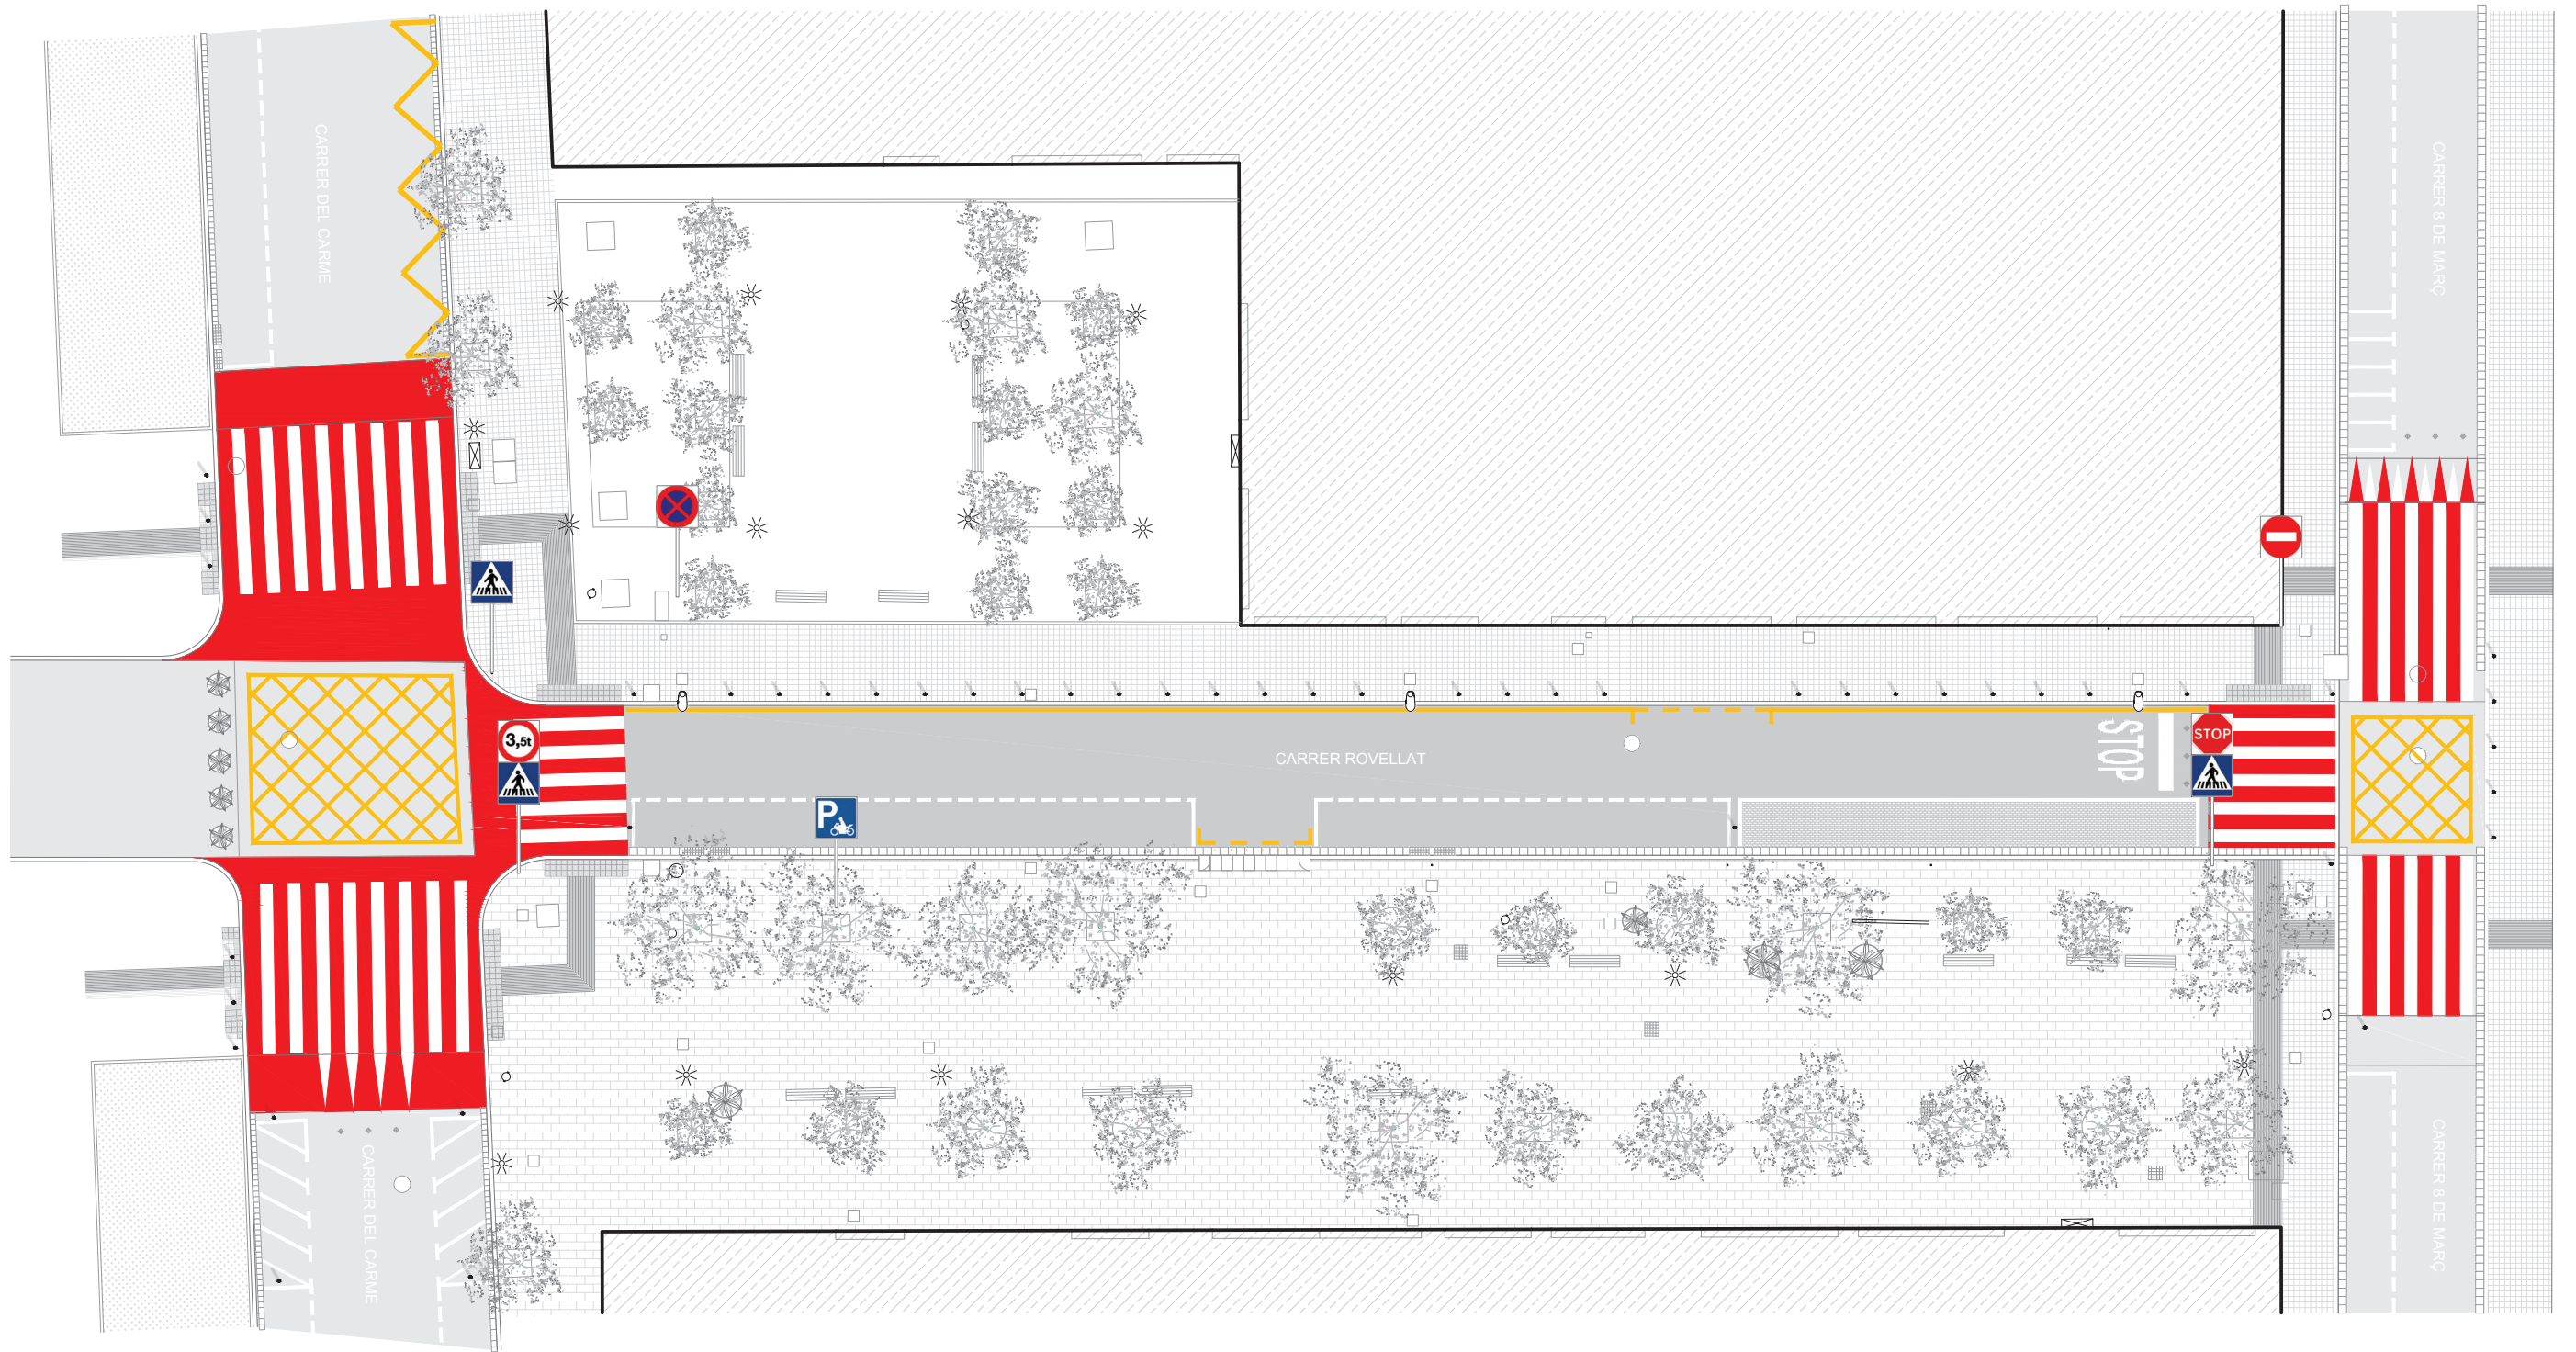 CARRER DEL CARME
CARRER 8 DE MARÇ
3,5t
CARRER ROVELLAT
STOP
STOP
P
CARRER DEL CARME
CARRER 8 DE MARÇ